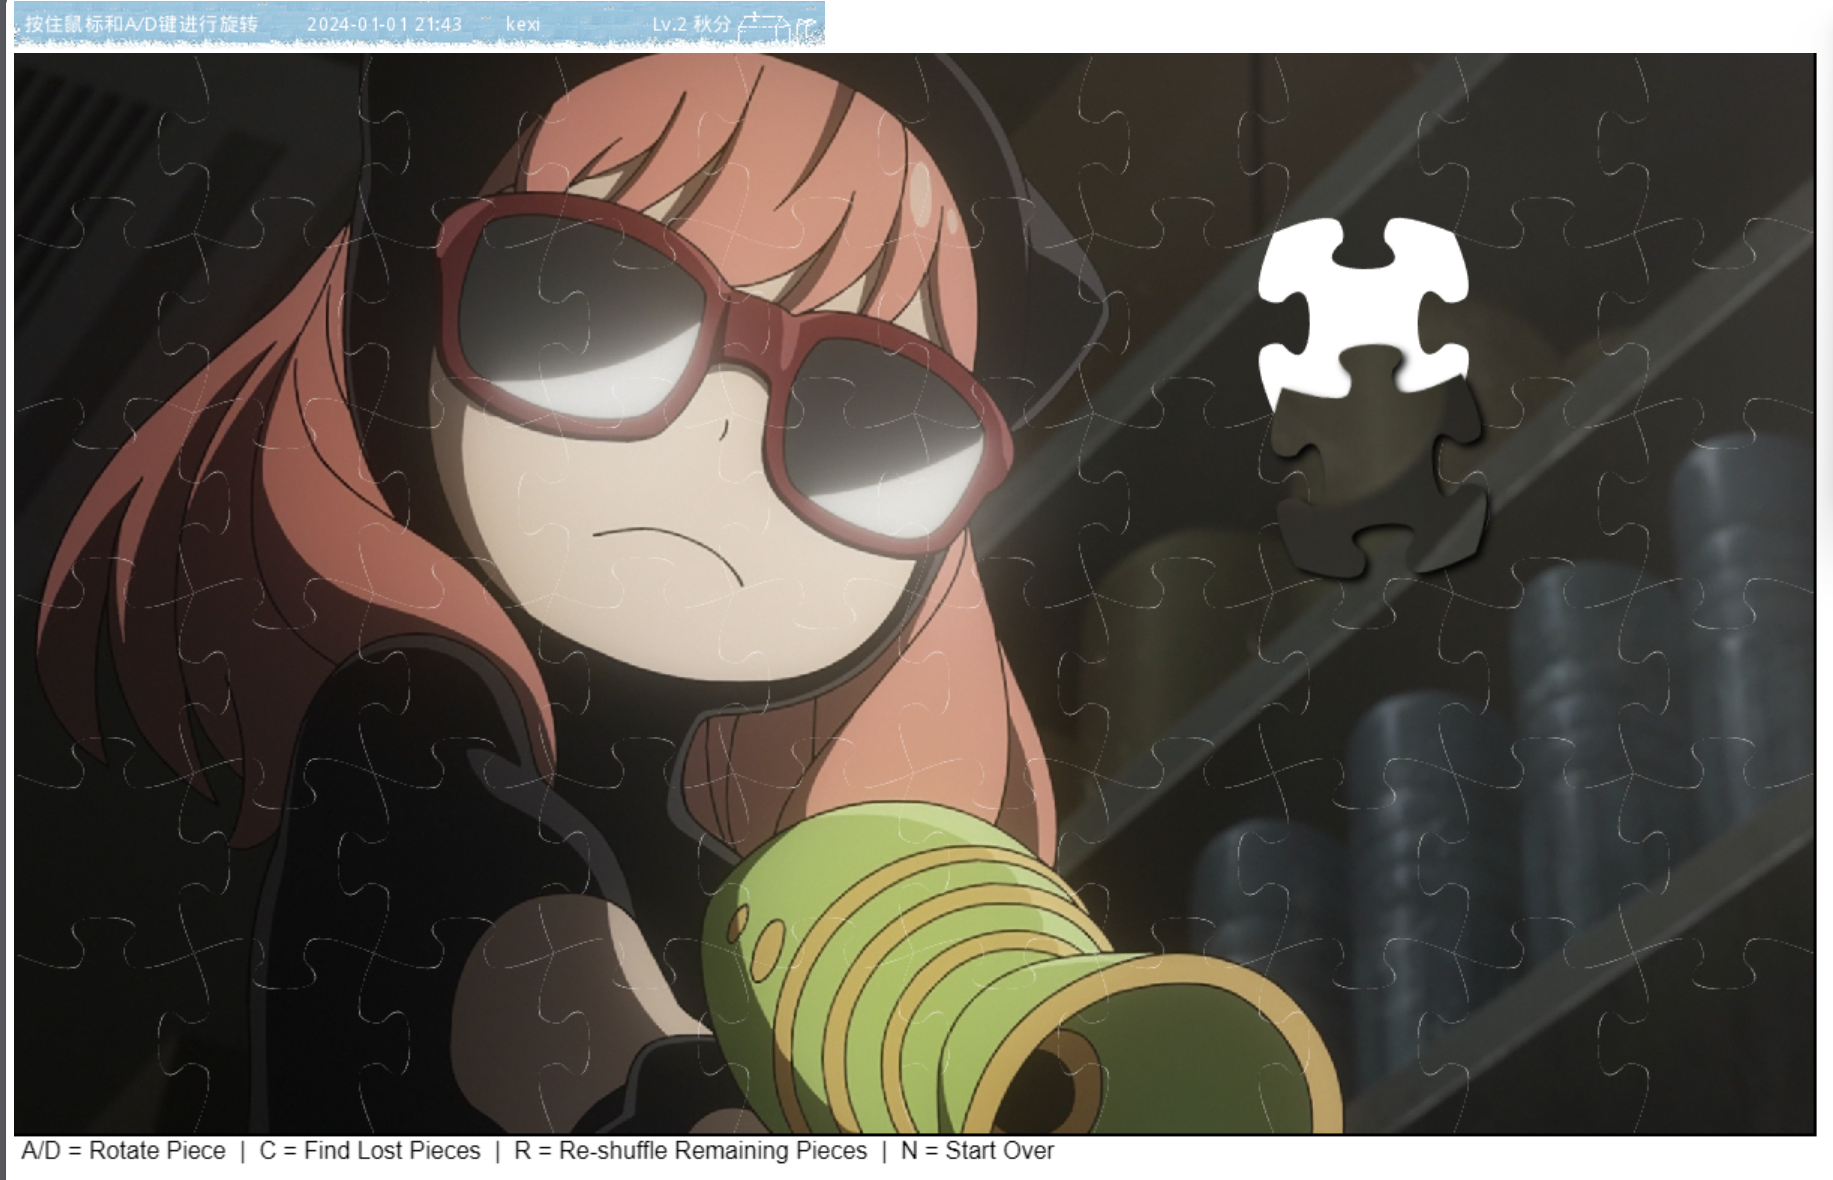 按住鼠标和A/D键进行旋转 2024-01-01 21:43 kexi Lv.2 秋分
A/D = Rotate Piece | C = Find Lost Pieces | R = Re-shuffle Remaining Pieces | N = Start Over